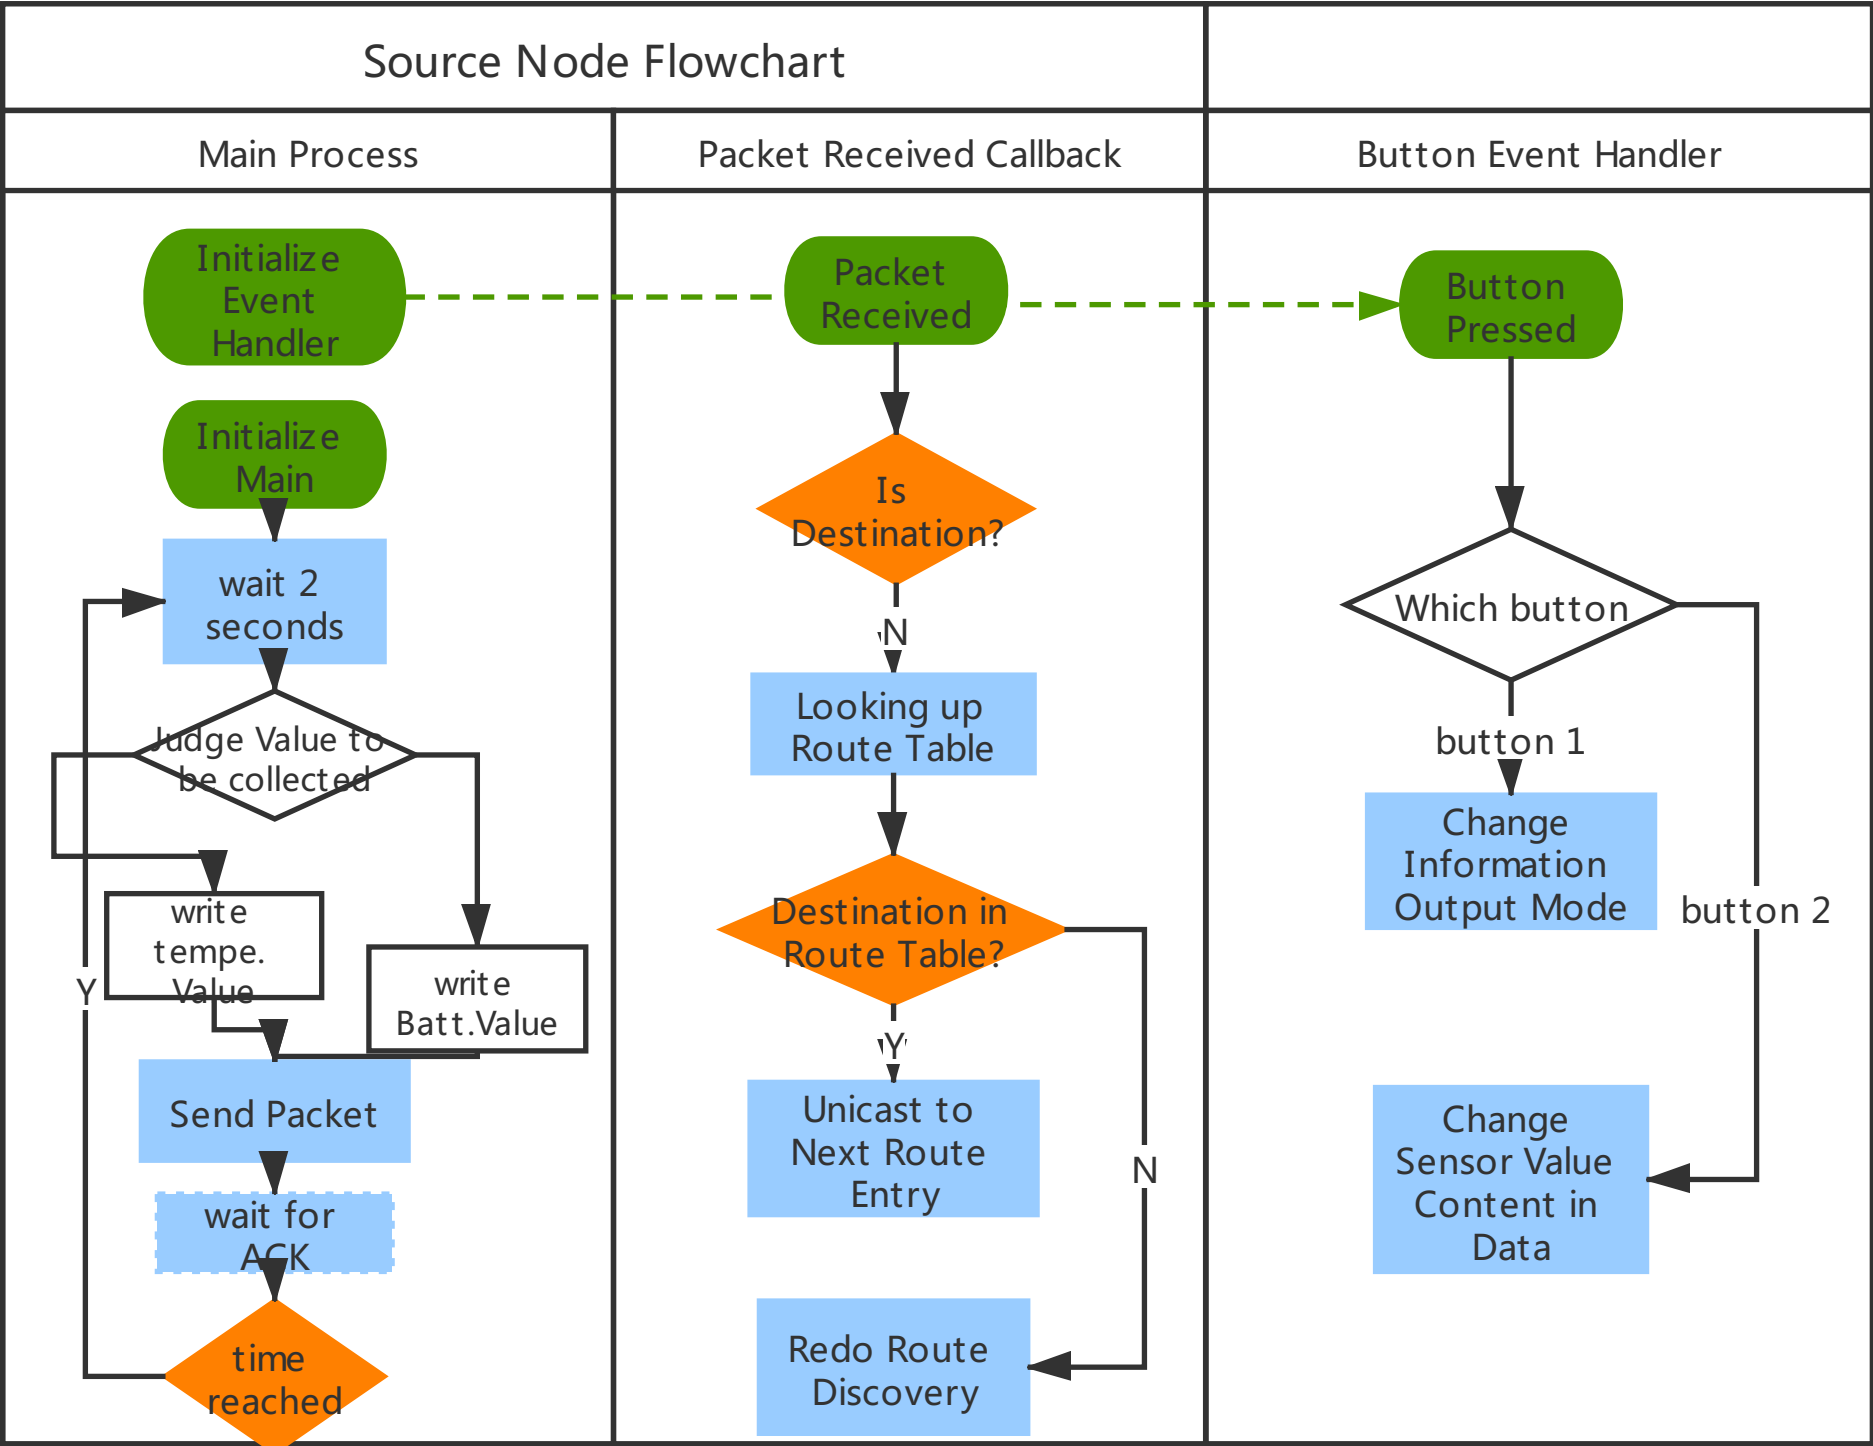 Source Node Flowchart
Main Process
Packet Received Callback
Button Event Handler
Initialize
Event
Handler
Initialize
Main
wait 2
seconds
Judge Value to
be collected
write
tempe.
Value
write
Batt.Value
Y
Send Packet
wait for
ACK
time
reached
Packet
Received
Is
Destination?
N
Looking up
Route Table
Destination in
Route Table?
Y
Unicast to
Next Route
Entry
N
Redo Route
Discovery
Button
Pressed
Which button
button 1
Change
Information
Output Mode
button 2
Change
Sensor Value
Content in
Data